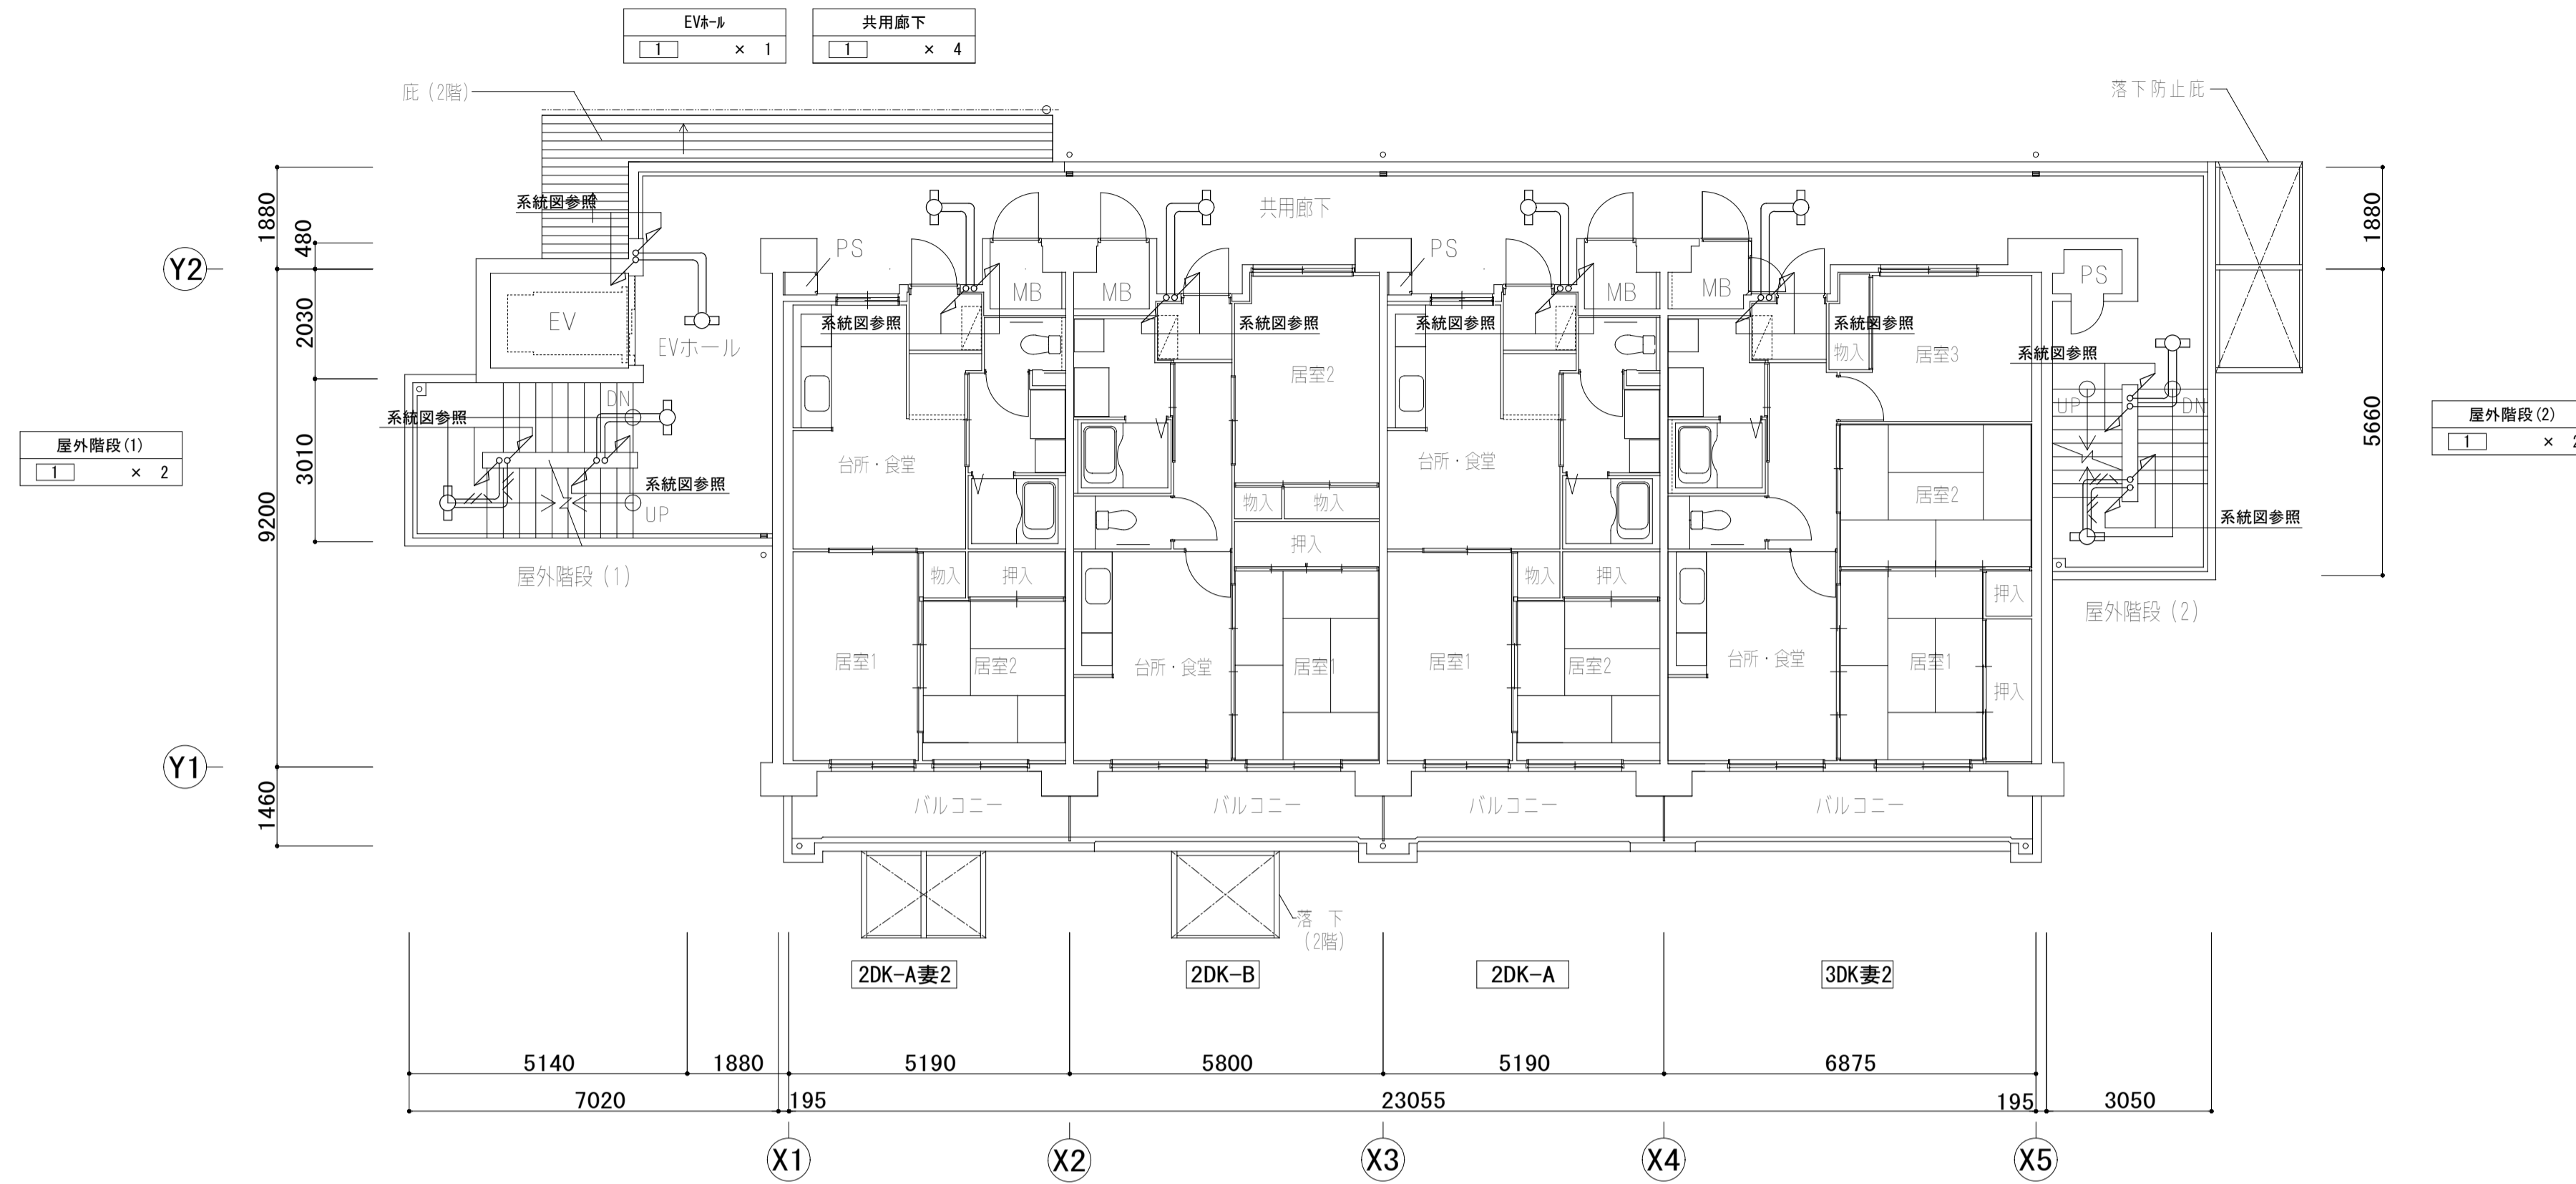 EVﾎｰﾙ
1 × 1
共用廊下
1 × 4
庇（2階）
落下防止庇
系統図参照
共用廊下
1880
480
2030
3010
9200
1460
1880
5660
Y2
Y1
PS
MB
MB
PS
MB
MB
PS
EV
EVホール
系統図参照
系統図参照
系統図参照
系統図参照
物入
居室3
系統図参照
居室2
DN
UP
DN
系統図参照
屋外階段(1)
1 × 2
屋外階段(2)
1 ×
台所・食堂
台所・食堂
系統図参照
UP
物入
物入
居室2
系統図参照
押入
屋外階段（1）
物入
押入
物入
押入
押入
屋外階段（2）
居室1
居室2
台所・食堂
居室1
居室1
居室2
台所・食堂
居室1
押入
バルコニー
バルコニー
バルコニー
バルコニー
落 下
（2階）
2DK-A妻2
2DK-B
2DK-A
3DK妻2
5140
1880
5190
5800
5190
6875
7020
195
23055
195
3050
X1
X2
X3
X4
X5